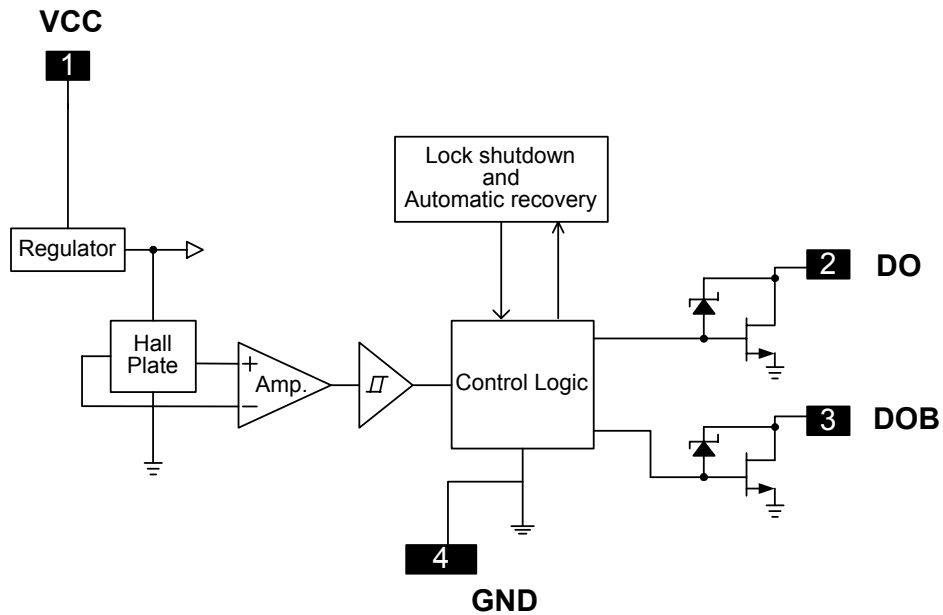 VCC
1
Lock shutdown
and
Automatic recovery
Regulator
2 DO
Hall
Plate
+
Amp.
−
Control Logic
3 DOB
4
GND